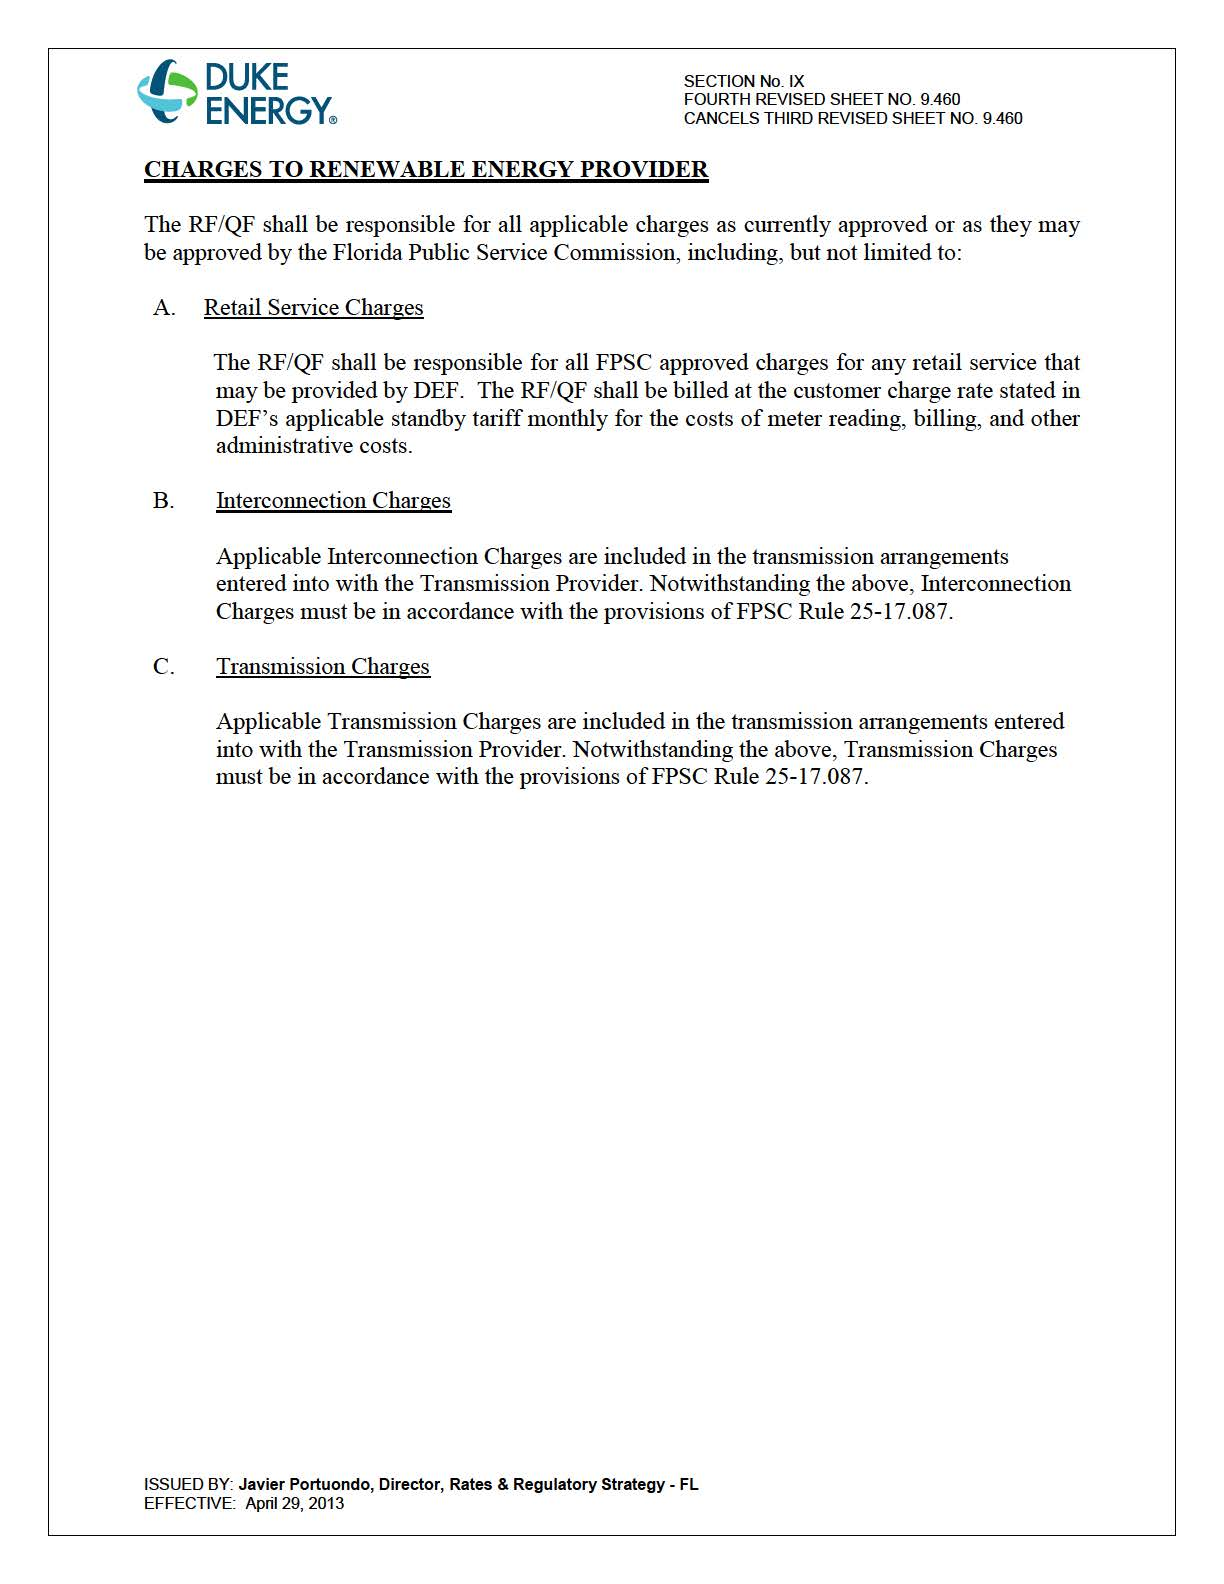 DUKE
ENERGY®
SECTION No. IX
FOURTH REVISED SHEET NO. 9.460
CANCELS THIRD REVISED SHEET NO. 9.460
CHARGES TO RENEWABLE ENERGY PROVIDER
The RF/QF shall be responsible for all applicable charges as currently approved or as they may
be approved by the Florida Public Service Commission, including, but not limited to:
A. Retail Service Charges
The RF/QF shall be responsible for all FPSC approved charges for any retail service that
may be provided by DEF. The RF/QF shall be billed at the customer charge rate stated in
DEF’s applicable standby tariff monthly for the costs of meter reading, billing, and other
administrative costs.
B. Interconnection Charges
Applicable Interconnection Charges are included in the transmission arrangements
entered into with the Transmission Provider. Notwithstanding the above, Interconnection
Charges must be in accordance with the provisions of FPSC Rule 25-17.087.
C. Transmission Charges
Applicable Transmission Charges are included in the transmission arrangements entered
into with the Transmission Provider. Notwithstanding the above, Transmission Charges
must be in accordance with the provisions of FPSC Rule 25-17.087.
ISSUED BY: Javier Portuondo, Director, Rates & Regulatory Strategy - FL
EFFECTIVE: April 29, 2013